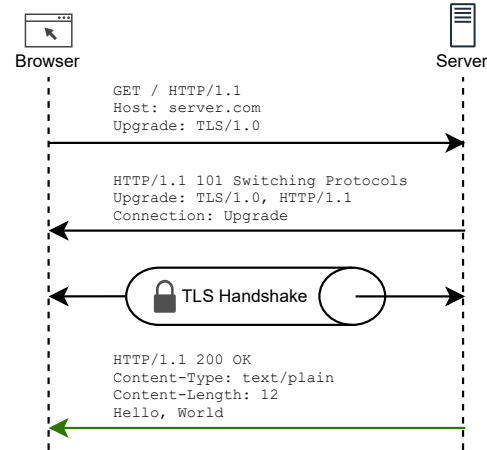 Browser
Server
GET / HTTP/1.1
Host: server.com
Upgrade: TLS/1.0
HTTP/1.1 101 Switching Protocols
Upgrade: TLS/1.0, HTTP/1.1
Connection: Upgrade
TLS Handshake
HTTP/1.1 200 OK
Content-Type: text/plain
Content-Length: 12
Hello, World